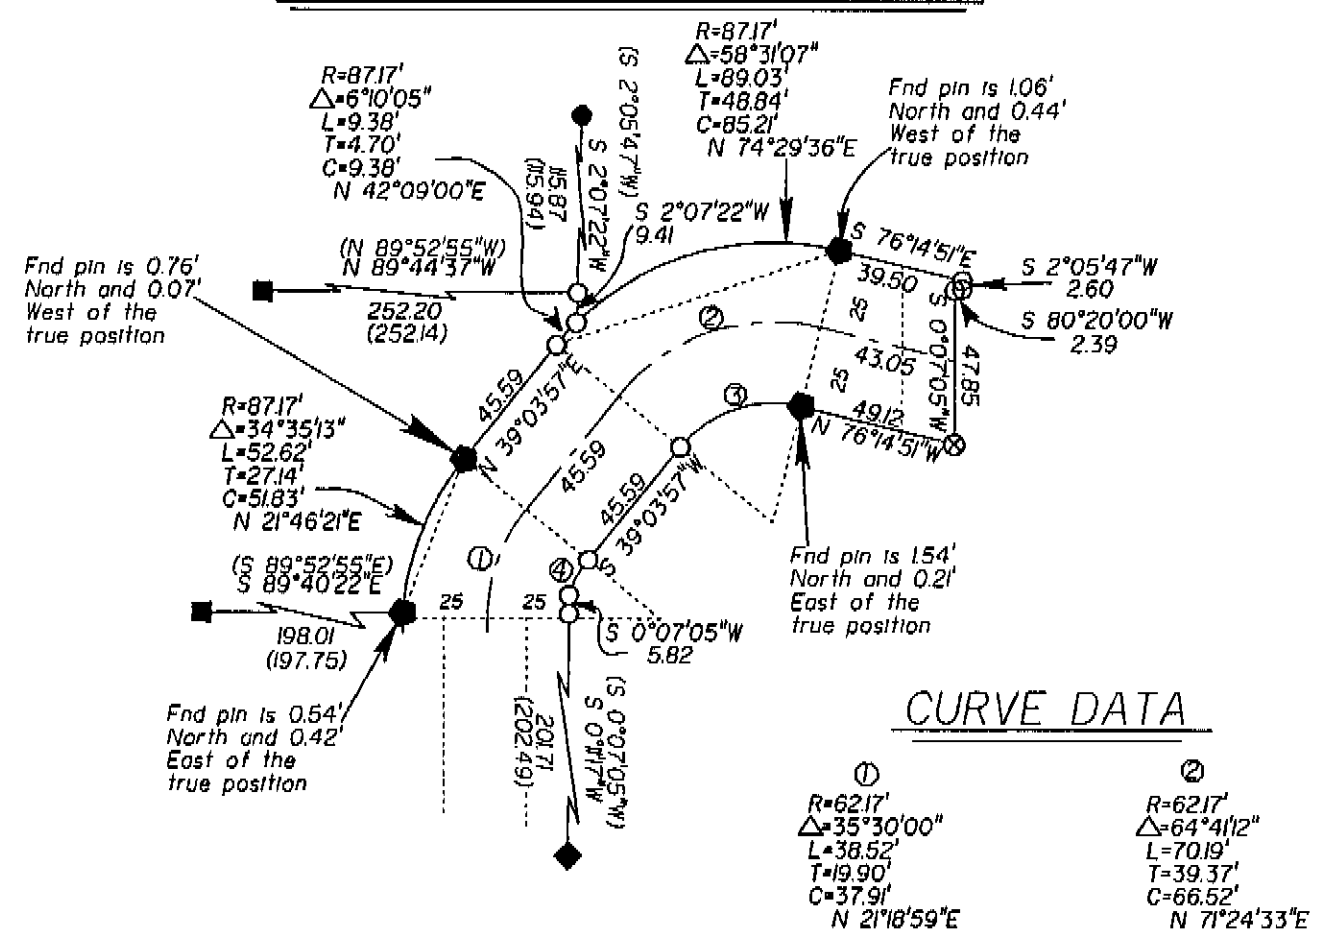 R=87.17'
△=58°31'07"
L=89.03'
T=48.84'
C=85.21'
N 74°29'36"E
R=87.17'
△=6°10'05"
L=9.38'
T=4.70'
C=9.38'
N 42°09'00"E
(S 2°05'47"W)
S 2°07'22"W
115.87
(115.94)
Fnd pin is 1.06'
North and 0.44'
West of the
true position
S 2°07'22"W
9.41
(N 89°52'55"W)
N 89°44'37"W
252.20
(252.14)
Fnd pin is 0.76'
North and 0.07'
West of the
true position
S 76°14'51"E
39.50
S 2°05'47"W
2.60
S 80°20'00"W
2.39
②
25
43.05
S 0°07'05"W
47.85
25
③
49.12
N 76°14'51"W
45.59
N 39°03'57"E
45.59
45.59
S 39°03'57"W
R=87.17'
△=34°35'13"
L=52.62'
T=27.14'
C=51.83'
N 21°46'21"E
①
④
(S 89°52'55"E)
S 89°40'22"E
198.01
(197.75)
25
25
S 0°07'05"W
5.82
Fnd pin is 1.54'
North and 0.21'
East of the
true position
(S 0°07'05"W)
S 0°11'17"W
201.71
(202.49)
Fnd pin is 0.54'
North and 0.42'
East of the
true position
CURVE DATA
①
R=62.17'
△=35°30'00"
L=38.52'
T=19.90'
C=37.91'
N 21°18'59"E
②
R=62.17'
△=64°41'12"
L=70.19'
T=39.37'
C=66.52'
N 71°24'33"E